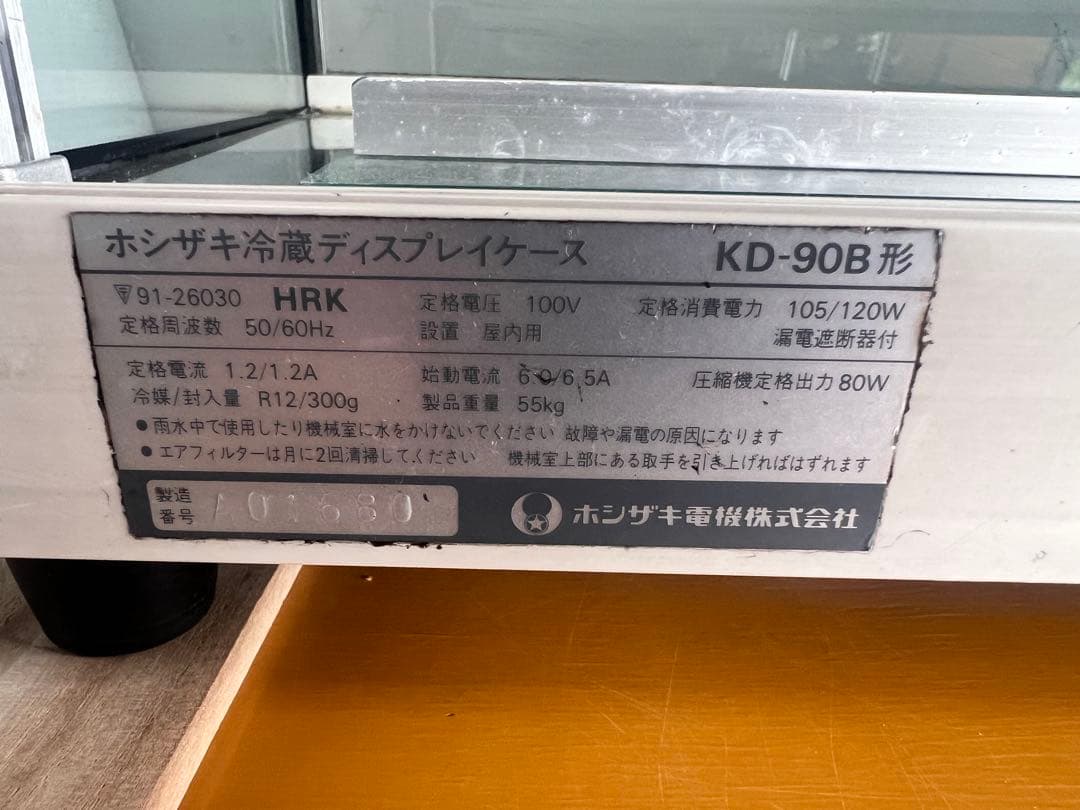 ホシザキ冷蔵ディスプレイケース KD-90B形
91-26030 HRK 定格電圧 100V 定格消費電力 105/120W
定格周波数 50/60Hz 設置 屋内用 漏電遮断器付
定格電流 1.2/1.2A 始動電流 6.0/6.5A 圧縮機定格出力 80W
冷媒/封入量 R12/300g 製品重量 55kg
●雨水中で使用したり機械室に水をかけないでください 故障や漏電の原因になります
●エアフィルターは月に2回清掃してください 機械室上部にある取手を引き上げればはずれます
製造番号 A01680 ホシザキ電機株式会社